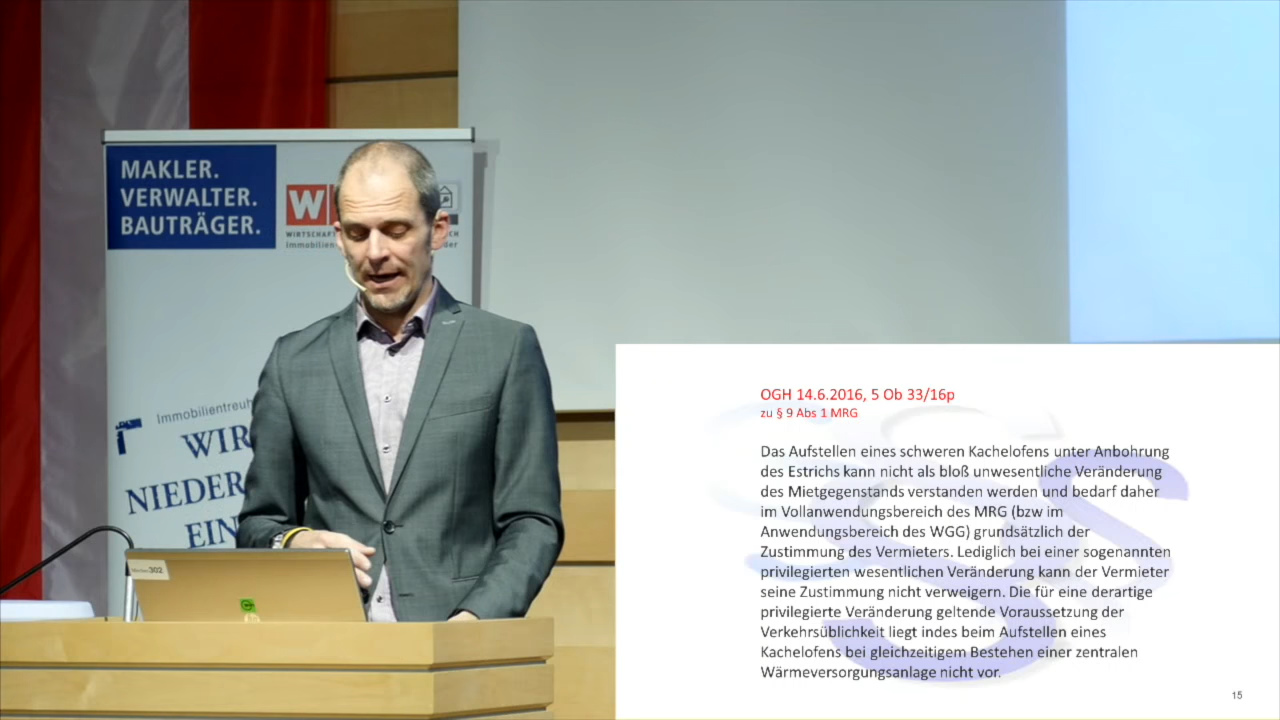 MAKLER.
VERWALTER.
BAUTRÄGER.
W
WIRTSCHAFT
Immobilien
Immobilientreuh
WIR
NIEDER
EIN
302
OGH 14.6.2016, 5 Ob 33/16p
zu § 9 Abs 1 MRG
Das Aufstellen eines schweren Kachelofens unter Anbohrung
des Estrichs kann nicht als bloß unwesentliche Veränderung
des Mietgegenstands verstanden werden und bedarf daher
im Vollanwendungsbereich des MRG (bzw im
Anwendungsbereich des WGG) grundsätzlich der
Zustimmung des Vermieters. Lediglich bei einer sogenannten
privilegierten wesentlichen Veränderung kann der Vermieter
seine Zustimmung nicht verweigern. Die für eine derartige
privilegierte Veränderung geltende Voraussetzung der
Verkehrsüblichkeit liegt indes beim Aufstellen eines
Kachelofens bei gleichzeitigem Bestehen einer zentralen
Wärmeversorgungsanlage nicht vor.
15